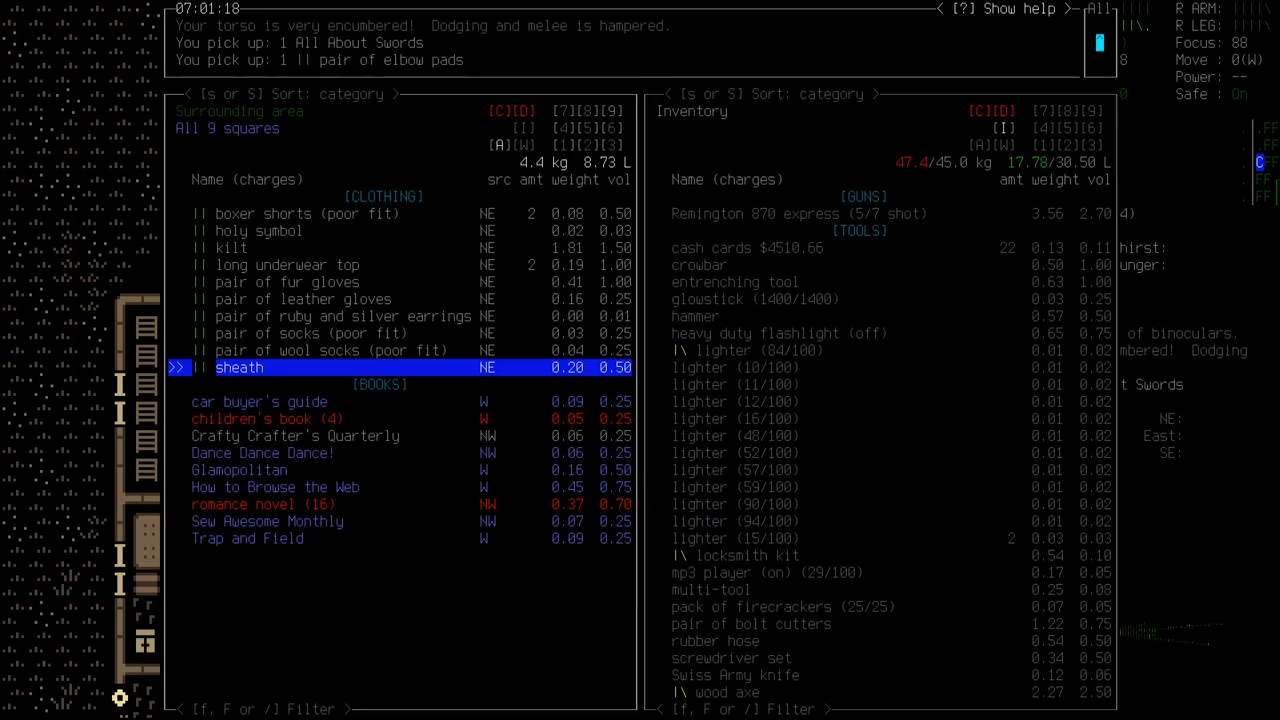 07:01:18 < [?] Show help > All R ARM:
Your torso is very encumbered!  Dodging and melee is hampered. R LEG:
You pick up: 1 All About Swords Focus: 88
You pick up: 1 || pair of elbow pads 8 Move : 0(W)
Power: --
0 Safe : On
< [s or S] Sort: category > < [s or S] Sort: category >
Surrounding area [C][D] [7][8][9] Inventory [C][D] [7][8][9]
All 9 squares [I] [4][5][6] [I] [4][5][6]
[A][W] [1][2][3] [A][W] [1][2][3]
4.4 kg 8.73 L 47.4/45.0 kg 17.78/30.50 L
Name (charges) src amt weight vol Name (charges) amt weight vol
[CLOTHING] [GUNS]
|| boxer shorts (poor fit) NE 2 0.08 0.50 Remington 870 express (5/7 shot) 3.56 2.70 4)
|| holy symbol NE 0.02 0.03 [TOOLS]
|| kilt NE 1.81 1.50 cash cards $4510.66 22 0.13 0.11 hirst:
|| long underwear top NE 2 0.19 1.00 crowbar 0.50 1.00 unger:
|| pair of fur gloves NE 0.41 1.00 entrenching tool 0.63 1.00
|| pair of leather gloves NE 0.16 0.25 glowstick (1400/1400) 0.03 0.25
|| pair of ruby and silver earrings NE 0.00 0.01 hammer 0.57 0.50
|| pair of socks (poor fit) NE 0.03 0.25 heavy duty flashlight (off) 0.65 0.75 of binoculars.
|| pair of wool socks (poor fit) NE 0.04 0.25 |\ lighter (84/100) 0.01 0.02 mbered!  Dodging
>> || sheath NE 0.20 0.50 lighter (10/100) 0.01 0.02
[BOOKS] lighter (11/100) 0.01 0.02 t Swords
car buyer's guide W 0.09 0.25 lighter (12/100) 0.01 0.02
children's book (4) W 0.05 0.25 lighter (16/100) 0.01 0.02 NE:
Crafty Crafter's Quarterly NW 0.06 0.25 lighter (48/100) 0.01 0.02 East:
Dance Dance Dance! NW 0.06 0.25 lighter (52/100) 0.01 0.02 SE:
Glamopolitan W 0.16 0.50 lighter (57/100) 0.01 0.02
How to Browse the Web W 0.45 0.75 lighter (59/100) 0.01 0.02
romance novel (16) NW 0.37 0.70 lighter (90/100) 0.01 0.02
Sew Awesome Monthly NW 0.07 0.25 lighter (94/100) 0.01 0.02
Trap and Field W 0.09 0.25 lighter (15/100) 2 0.03 0.03
|\ locksmith kit 0.54 0.10
mp3 player (on) (29/100) 0.17 0.05
multi-tool 0.25 0.08
pack of firecrackers (25/25) 0.07 0.05
pair of bolt cutters 1.22 0.75
rubber hose 0.54 0.50
screwdriver set 0.34 0.50
Swiss Army knife 0.12 0.06
|\ wood axe 2.27 2.50
< [f, F or /] Filter > < [f, F or /] Filter >